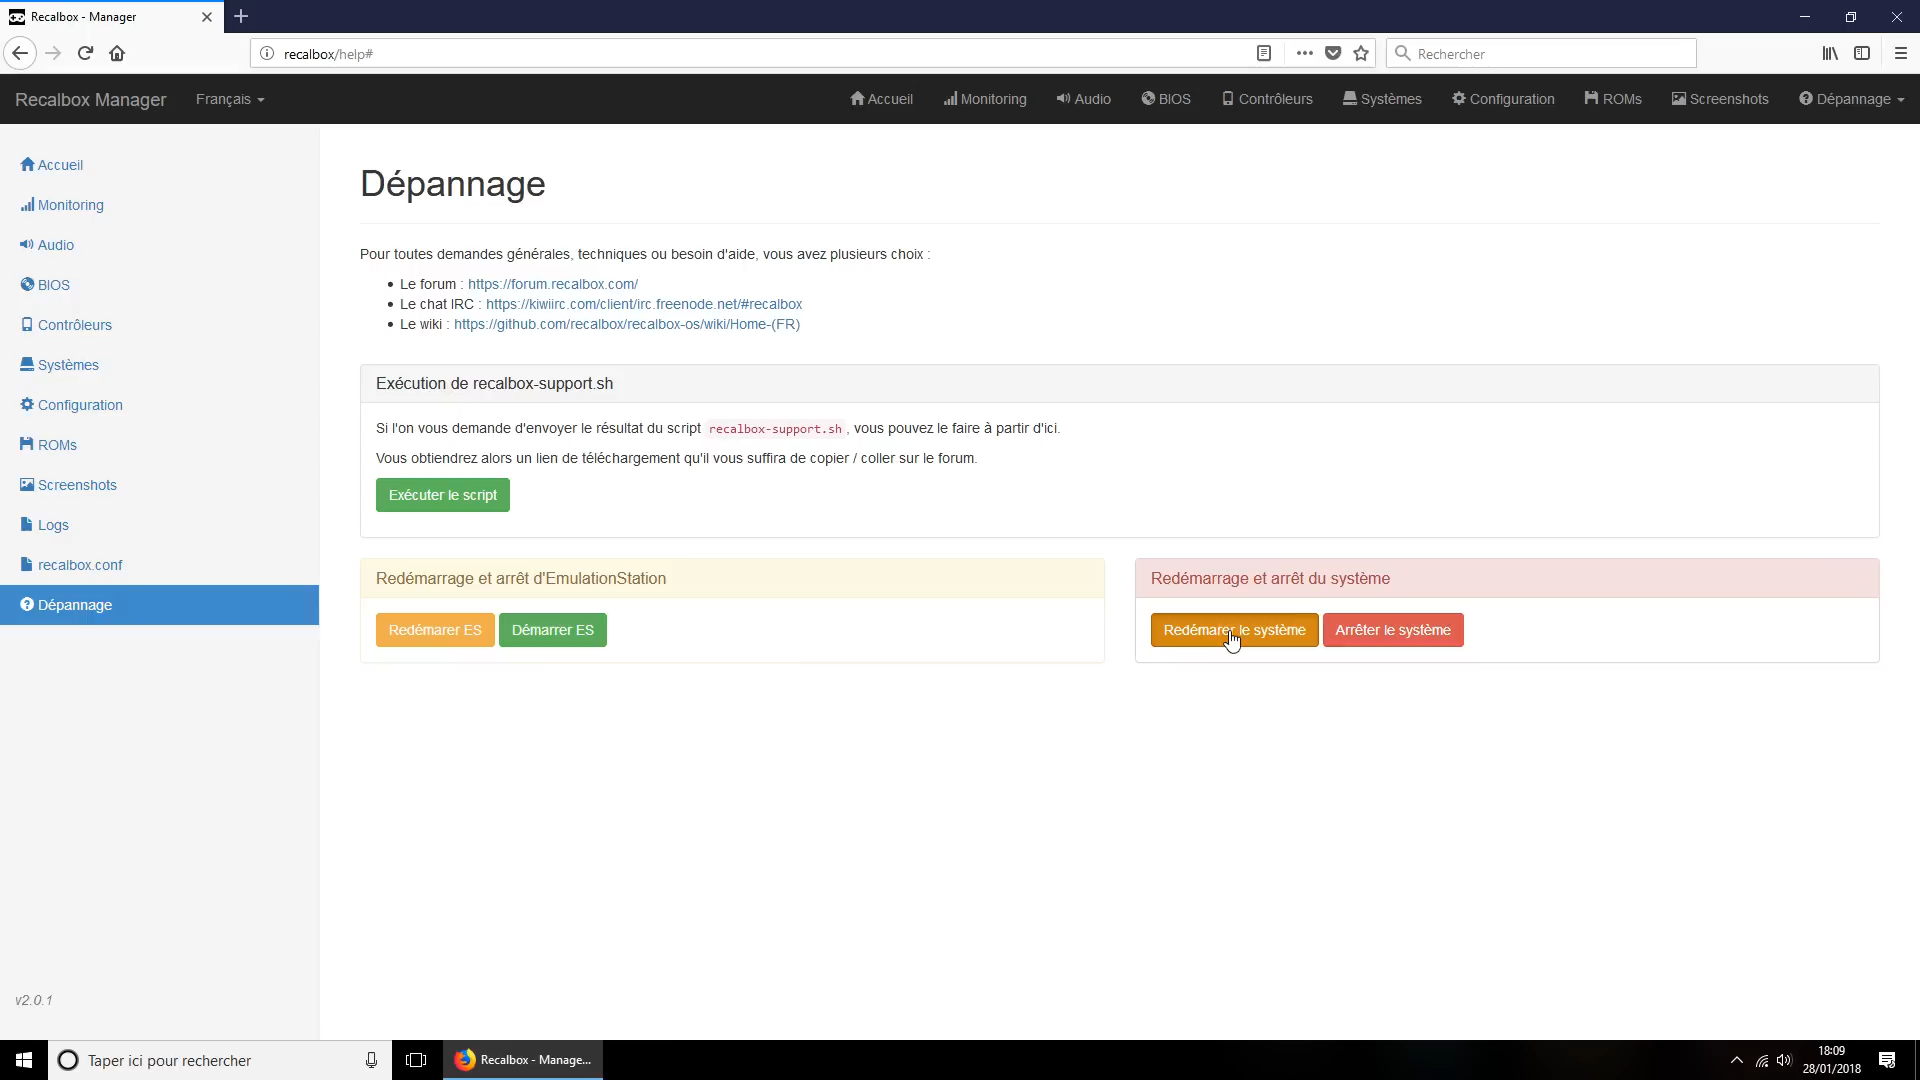 Recalbox - Manager
recalbox/help#
Rechercher
Recalbox Manager
Français
Accueil
Monitoring
Audio
BIOS
Contrôleurs
Systèmes
Configuration
ROMs
Screenshots
Dépannage
Accueil
Monitoring
Audio
BIOS
Contrôleurs
Systèmes
Configuration
ROMs
Screenshots
Logs
recalbox.conf
Dépannage
v2.0.1
Dépannage
Pour toutes demandes générales, techniques ou besoin d'aide, vous avez plusieurs choix :
Le forum : https://forum.recalbox.com/
Le chat IRC : https://kiwiirc.com/client/irc.freenode.net/#recalbox
Le wiki : https://github.com/recalbox/recalbox-os/wiki/Home-(FR)
Exécution de recalbox-support.sh
Si l'on vous demande d'envoyer le résultat du script recalbox-support.sh, vous pouvez le faire à partir d'ici.
Vous obtiendrez alors un lien de téléchargement qu'il vous suffira de copier / coller sur le forum.
Exécuter le script
Redémarrage et arrêt d'EmulationStation
Redémarer ES
Démarrer ES
Redémarrage et arrêt du système
Redémarer le système
Arrêter le système
Taper ici pour rechercher
Recalbox - Manage...
18:09
28/01/2018